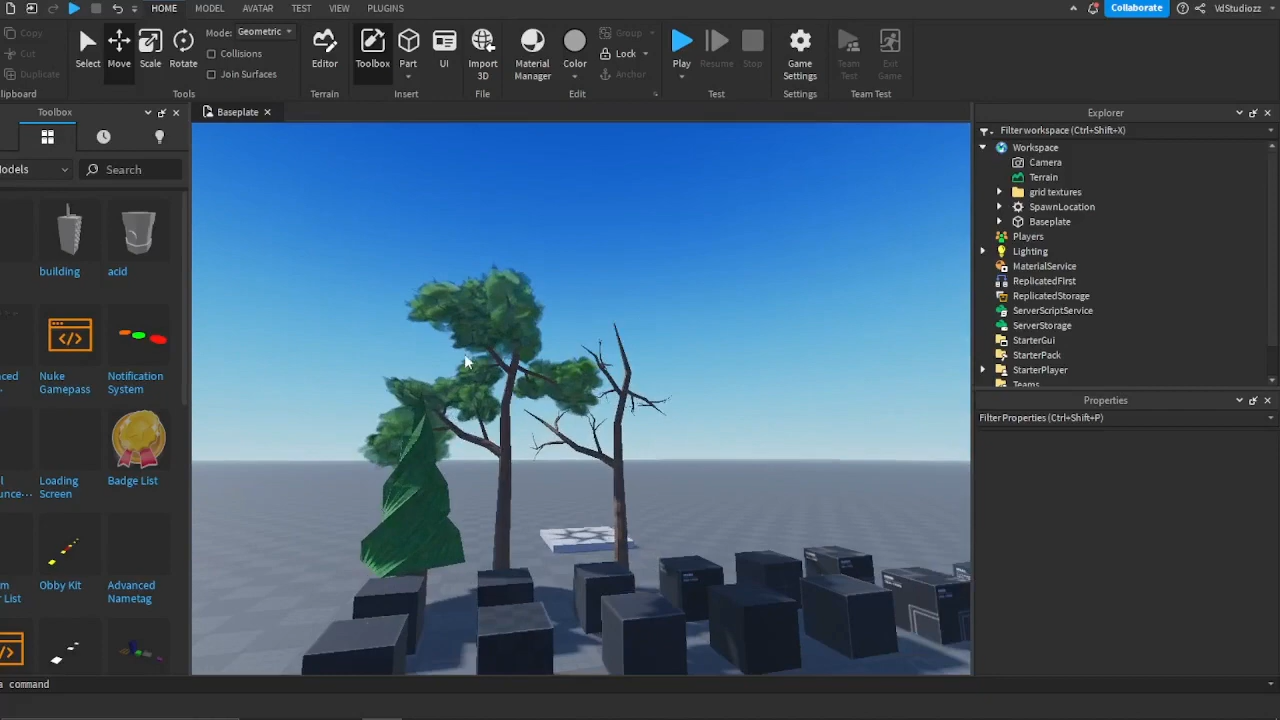 HOME MODEL AVATAR TEST VIEW PLUGINS Collaborate VdStudiozz
Copy
Cut
Duplicate
lipboard
Select Move Scale Rotate
Mode: Geometric
Collisions
Join Surfaces
Tools
Editor
Terrain
Toolbox Part UI
Insert
Import
3D
File
Material
Manager
Color
Group
Lock
Anchor
Edit
Play Resume Stop
Test
Game
Settings
Settings
Team
Test
Exit
Game
Team Test
Toolbox
odels Search
building acid
Nuke
Gamepass
Notification
System
Loading
Screen
Badge List
Obby Kit
Advanced
Nametag
a command
Baseplate
Explorer
Filter workspace (Ctrl+Shift+X)
Workspace
Camera
Terrain
grid textures
SpawnLocation
Baseplate
Players
Lighting
MaterialService
ReplicatedFirst
ReplicatedStorage
ServerScriptService
ServerStorage
StarterGui
StarterPack
StarterPlayer
Teams
Properties
Filter Properties (Ctrl+Shift+P)